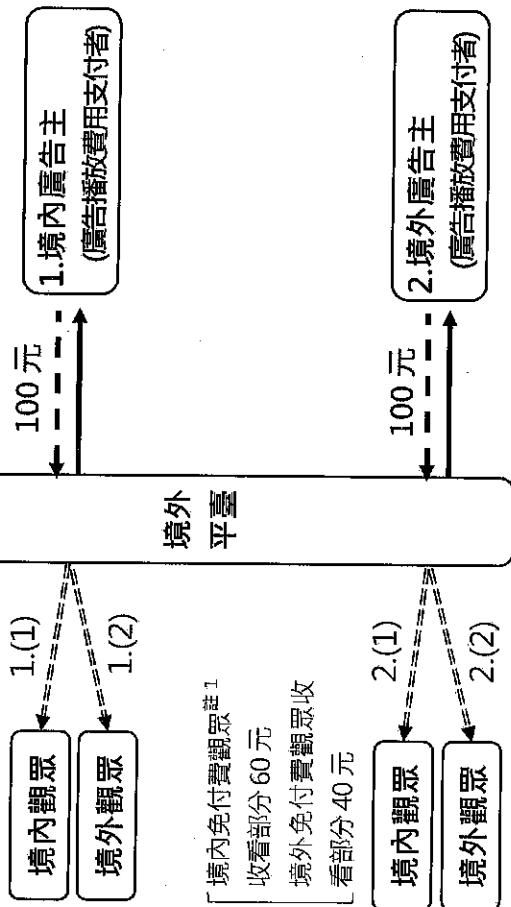 境內觀眾
境外觀眾
1.(1)
1.(2)
100 元
1.境內廣告主
(廣告播放費用支付者)
境外
平臺
境內免付費觀眾註1
收看部分 60 元
境外免付費觀眾收
看部分 40 元
境內觀眾
境外觀眾
2.(1)
2.(2)
100 元
2.境外廣告主
(廣告播放費用支付者)